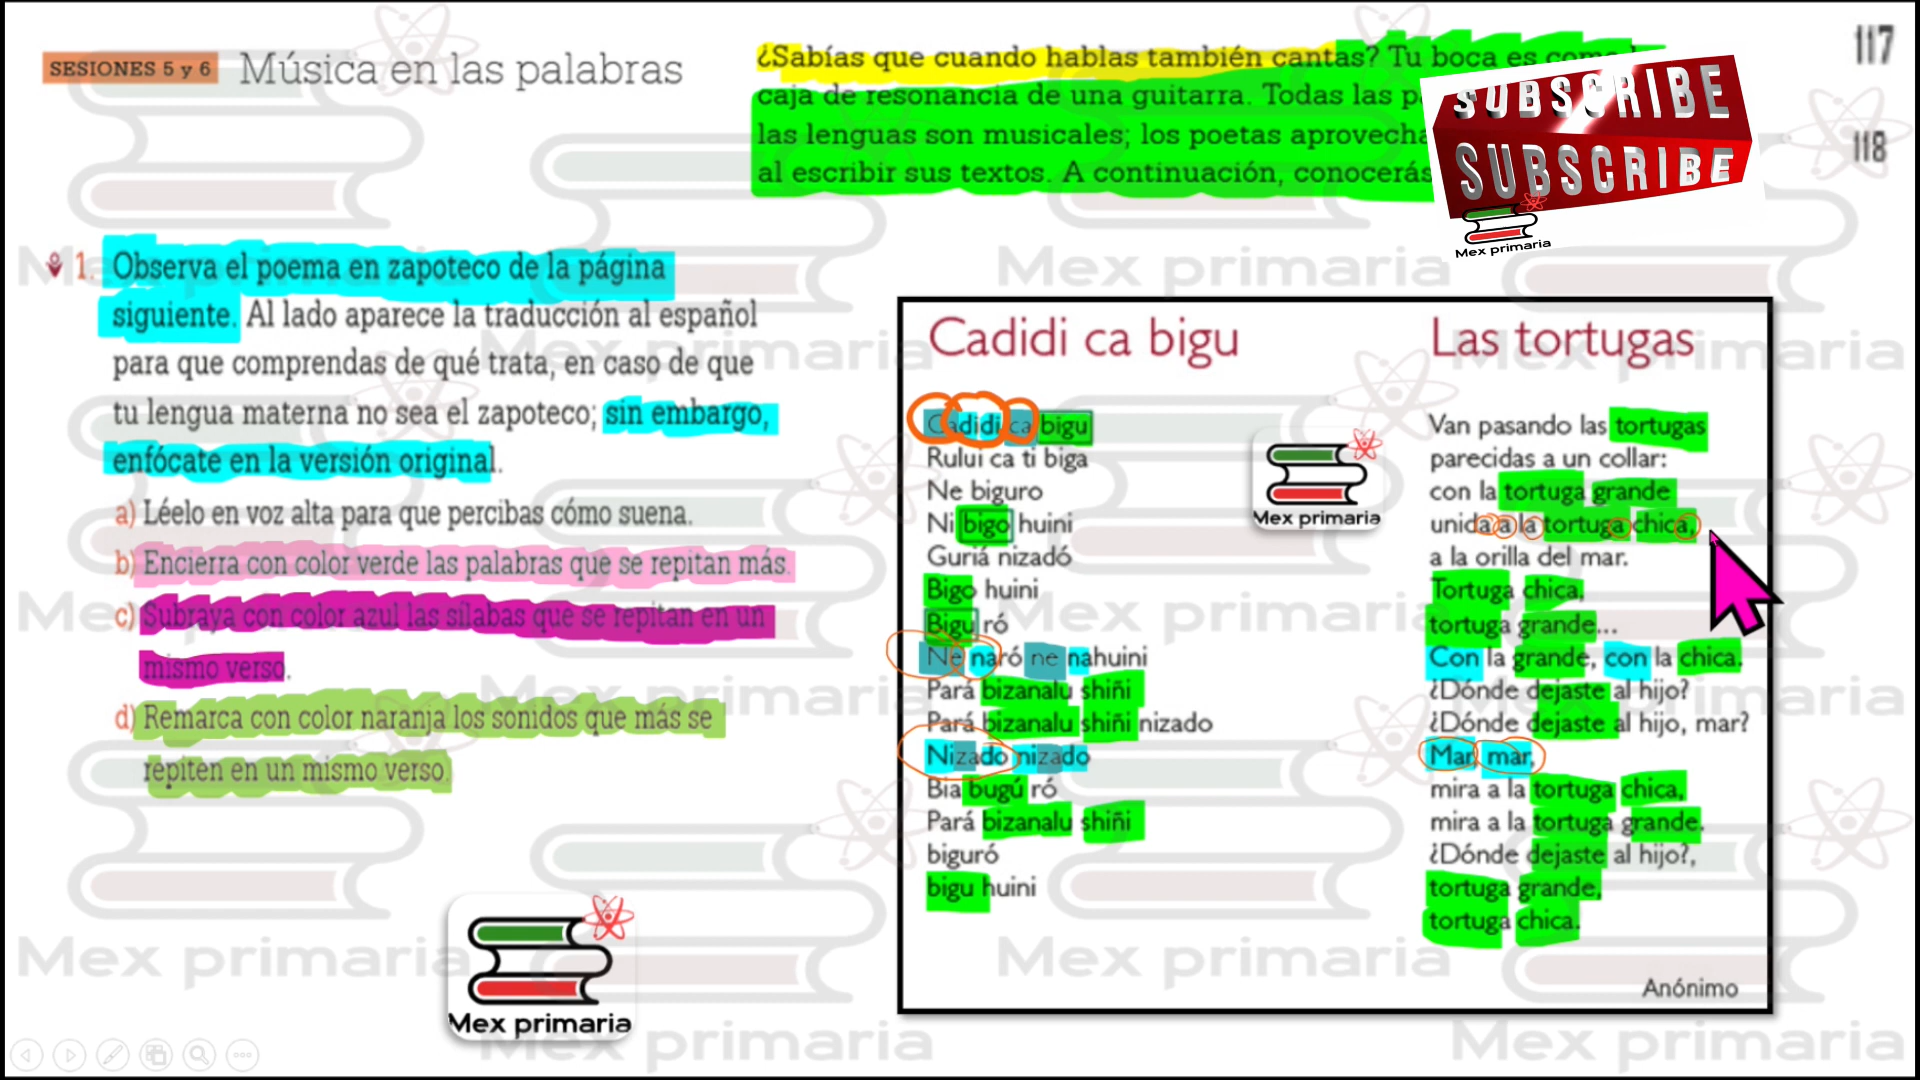 SESIONES 5 y 6
Música en las palabras
¿Sabías que cuando hablas también cantas? Tu boca es como
caja de resonancia de una guitarra. Todas las
las lenguas son musicales; los poetas
al escribir sus textos. A continuación, conocerás
117
118
SUBSCRIBE
SUBSCRIBE
Mex primaria
1. Observa el poema en zapoteco de la página
siguiente. Al lado aparece la traducción al español
para que comprendas de qué trata, en caso de que
tu lengua materna no sea el zapoteco; sin embargo,
enfócate en la versión original.
a) Léelo en voz alta para que percibas cómo suena.
b) Encierra con color verde las palabras que se repitan más.
c) Subraya con color azul las sílabas que se repitan en un
mismo verso.
d) Remarca con color naranja los sonidos que más se
repiten en un mismo verso.
Mex primaria
Cadidi ca bigu
Cadidi ca bigu
Rului ca ti biga
Ne biguro
Ni bigo huini
Guriá nizadó
Bigo huini
Bigu ró
Ne naró ne nahuini
Pará bizanalu shiñi
Pará bizanalu shiñi nizado
Nizado nizado
Bia bugú ró
Pará bizanalu shiñi
biguró
bigu huini
Mex primaria
Las tortugas
Van pasando las tortugas
parecidas a un collar:
con la tortuga grande
unida a la tortuga chica,
a la orilla del mar.
Tortuga chica,
tortuga grande...
Con la grande, con la chica.
¿Dónde dejaste al hijo?
¿Dónde dejaste al hijo, mar?
Mar, mar,
mira a la tortuga chica,
mira a la tortuga grande.
¿Dónde dejaste al hijo?,
tortuga grande,
tortuga chica.
Anónimo